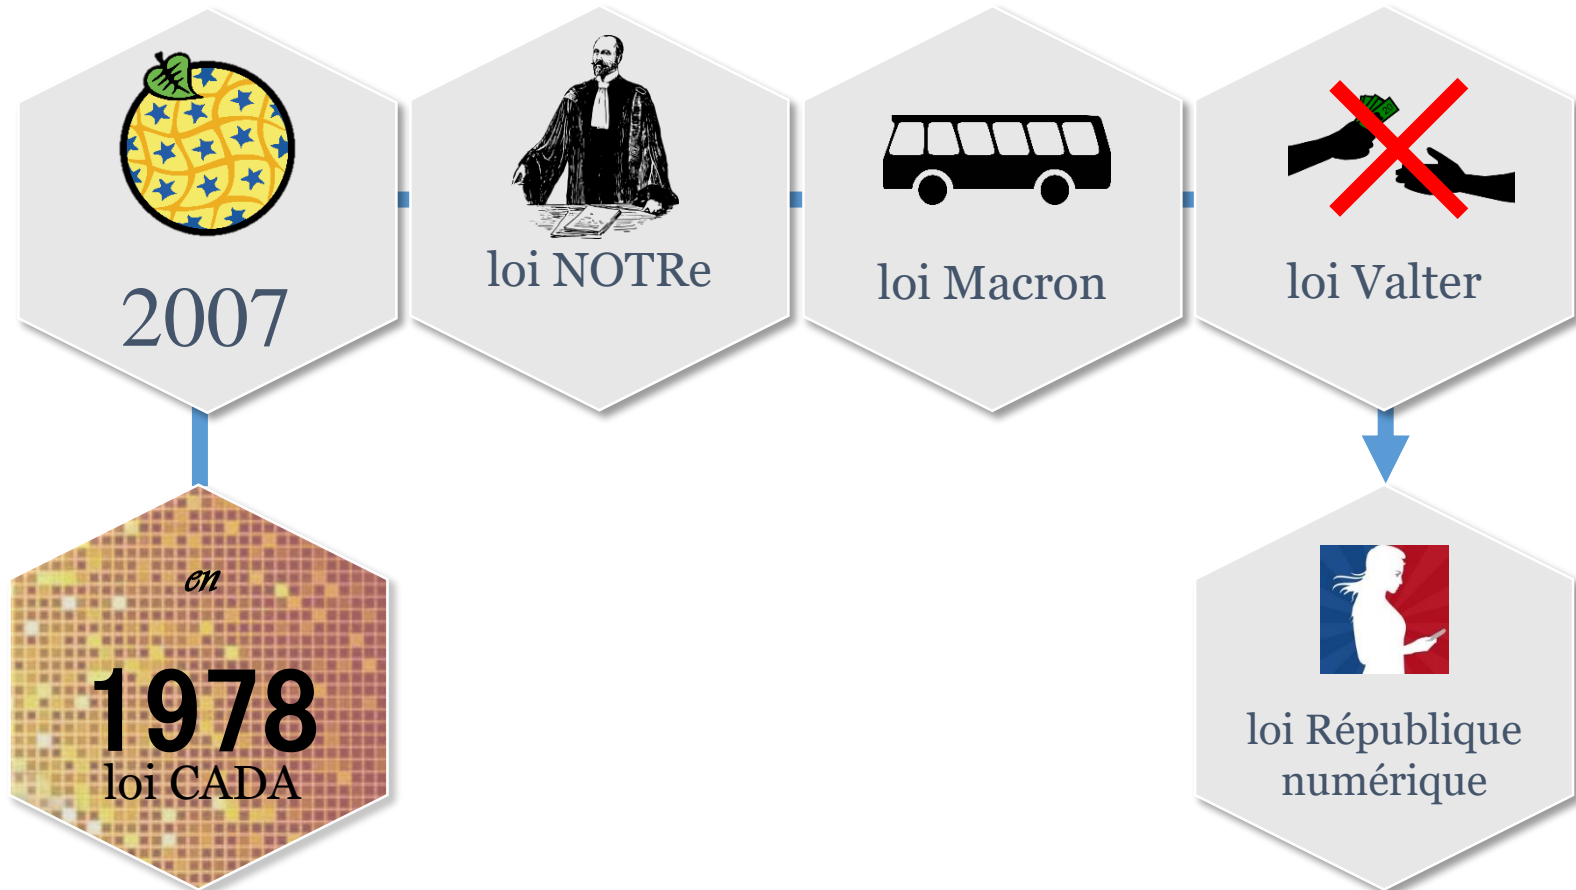 2007
loi NOTRe
loi Macron
loi Valter
en
1978
loi CADA
loi République
numérique